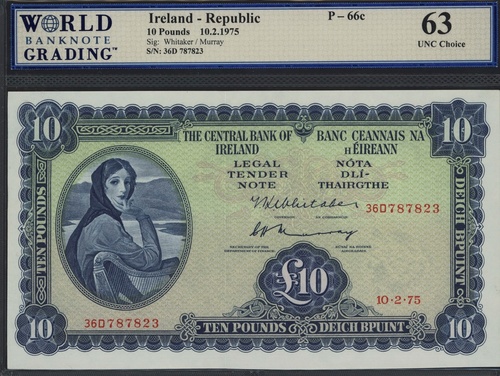 WORLD
BANKNOTE
GRADING™
Ireland - Republic
P – 66c
10 Pounds 10.2.1975
Sig: Whitaker / Murray
S/N: 36D 787823
63
UNC Choice
10
10
THE CENTRAL BANK OF IRELAND
BANC CEANNAIS NA hÉIREANN
LEGAL TENDER NOTE
NÓTA DLÍ-THAIRGTHE
TEN POUNDS
DEICH BPUINT
36D787823
£10
10·2·75
36D787823
10
TEN POUNDS
DEICH BPUINT
10